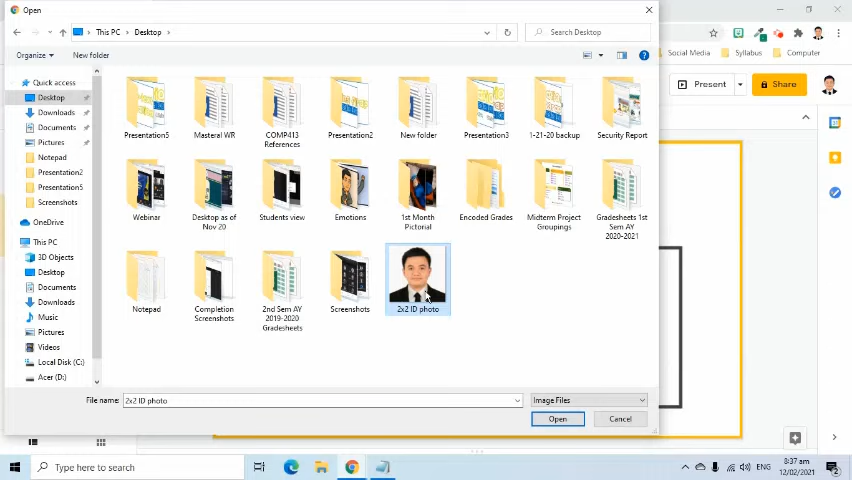 Open
This PC
Desktop
Search Desktop
Organize
New folder
Quick access
Desktop
Downloads
Documents
Pictures
Notepad
Presentation2
Presentation5
Screenshots
OneDrive
This PC
3D Objects
Desktop
Documents
Downloads
Music
Pictures
Videos
Local Disk (C:)
Acer (D:)
Presentation5
Masteral WR
COMP413
References
Presentation2
New folder
Presentation3
1-21-20 backup
Security Report
Webinar
Desktop as of
Nov 20
Students view
Emotions
1st Month
Pictorial
Encoded Grades
Midterm Project
Groupings
Gradesheets 1st
Sem AY
2020-2021
Notepad
Completion
Screenshots
2nd Sem AY
2019-2020
Gradesheets
Screenshots
2x2 ID photo
File name:
2x2 ID photo
Image Files
Open
Cancel
Social Media
Syllabus
Computer
Present
Share
Type here to search
ENG
8:37 am
12/02/2021
2